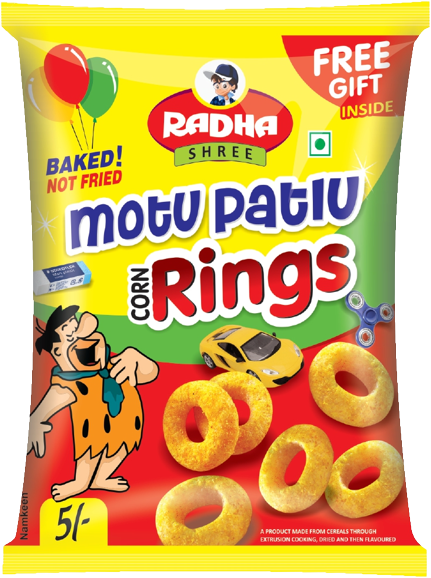 FREE
GIFT
INSIDE
RADHA
SHREE
BAKED!
NOT FRIED
motu patlu
CORN
Rings
Namkeen
5/-
A PRODUCT MADE FROM CEREALS THROUGH
EXTRUSION COOKING, DRIED AND THEN FLAVOURED